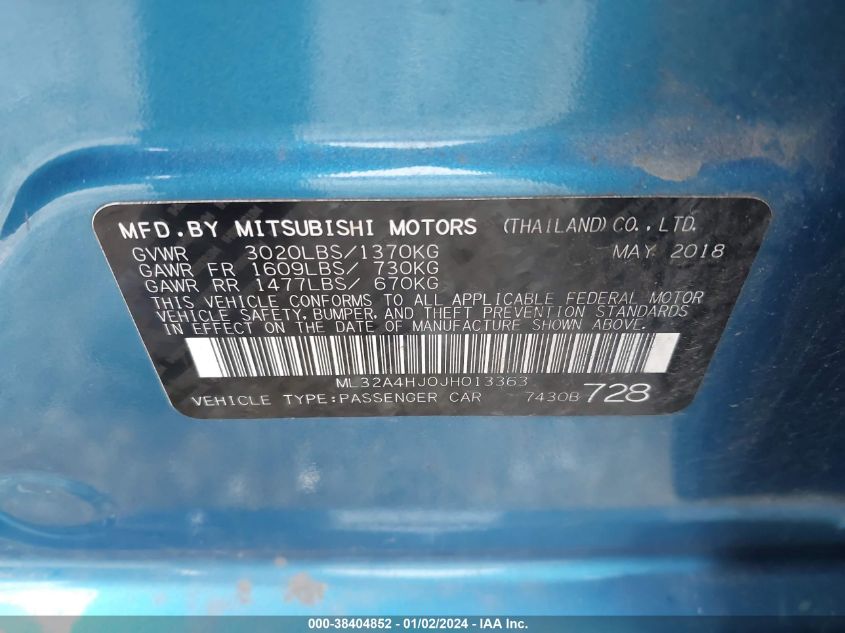 MFD.BY MITSUBISHI MOTORS (THAILAND) CO., LTD.
GVWR 3020LBS/1370KG MAY 2018
GAWR FR 1609LBS/ 730KG
GAWR RR 1477LBS/ 670KG
THIS VEHICLE CONFORMS TO ALL APPLICABLE FEDERAL MOTOR
VEHICLE SAFETY, BUMPER, AND THEFT PREVENTION STANDARDS
IN EFFECT ON THE DATE OF MANUFACTURE SHOWN ABOVE.
ML32A4HJ0JH013363
VEHICLE TYPE:PASSENGER CAR 7430B 728
000-38404852 - 01/02/2024 - IAA Inc.